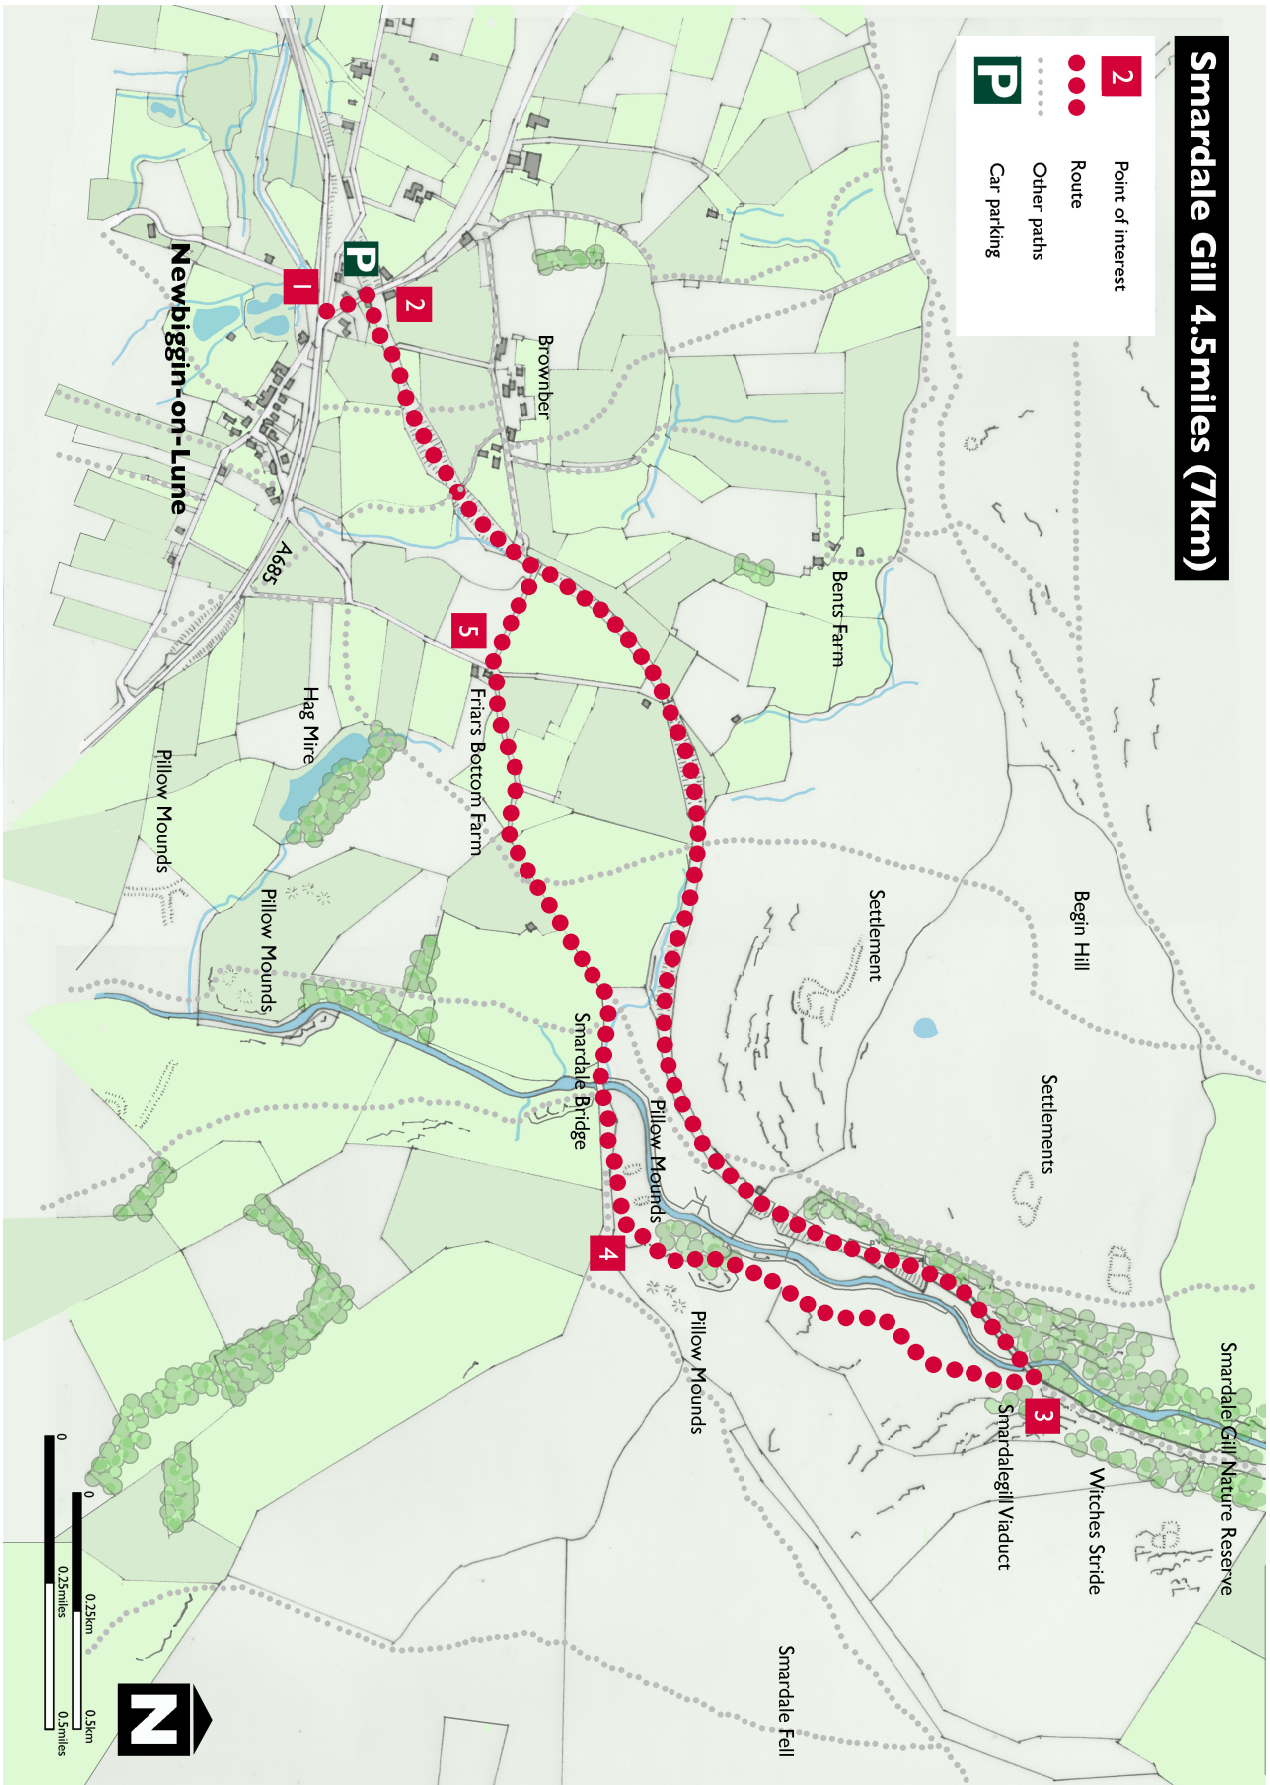 Smardale Gill 4.5miles (7km)
2 Point of interest
Route
Other paths
P Car parking
Smardale Gill Nature Reserve
Begin Hill
Settlements
Witches Stride
3
Smardalegill Viaduct
Settlement
Bents Farm
Smardale Fell
Pillow Mounds
Pillow Mounds
4
Smardale Bridge
Brownber
Friars Bottom Farm
5
2
P
1
Hag Mire
A685
Pillow Mounds
Pillow Mounds
Newbiggin-on-Lune
N
0 0.25km 0.5km
0 0.25miles 0.5miles